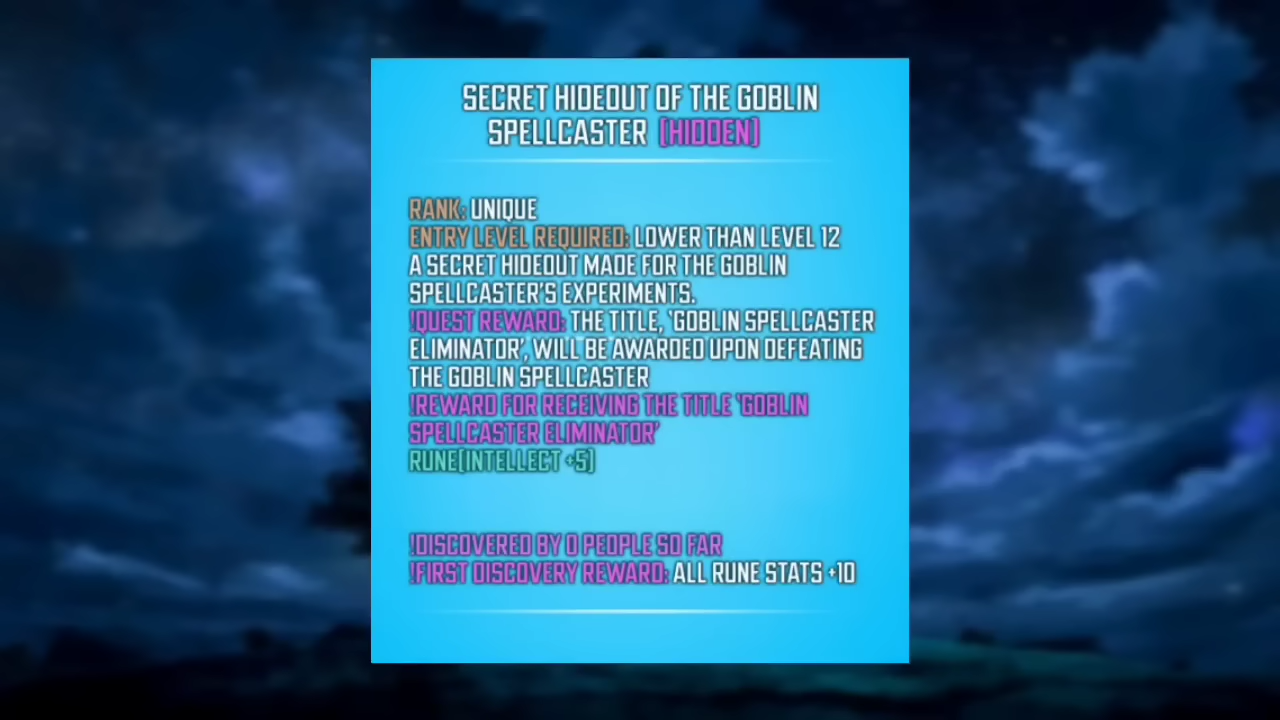 SECRET HIDEOUT OF THE GOBLIN
SPELLCASTER [HIDDEN]
RANK: UNIQUE
ENTRY LEVEL REQUIRED: LOWER THAN LEVEL 12
A SECRET HIDEOUT MADE FOR THE GOBLIN
SPELLCASTER'S EXPERIMENTS.
!QUEST REWARD: THE TITLE, 'GOBLIN SPELLCASTER
ELIMINATOR', WILL BE AWARDED UPON DEFEATING
THE GOBLIN SPELLCASTER
!REWARD FOR RECEIVING THE TITLE 'GOBLIN
SPELLCASTER ELIMINATOR'
RUNE[INTELLECT +5]
!DISCOVERED BY 0 PEOPLE SO FAR
!FIRST DISCOVERY REWARD: ALL RUNE STATS +10